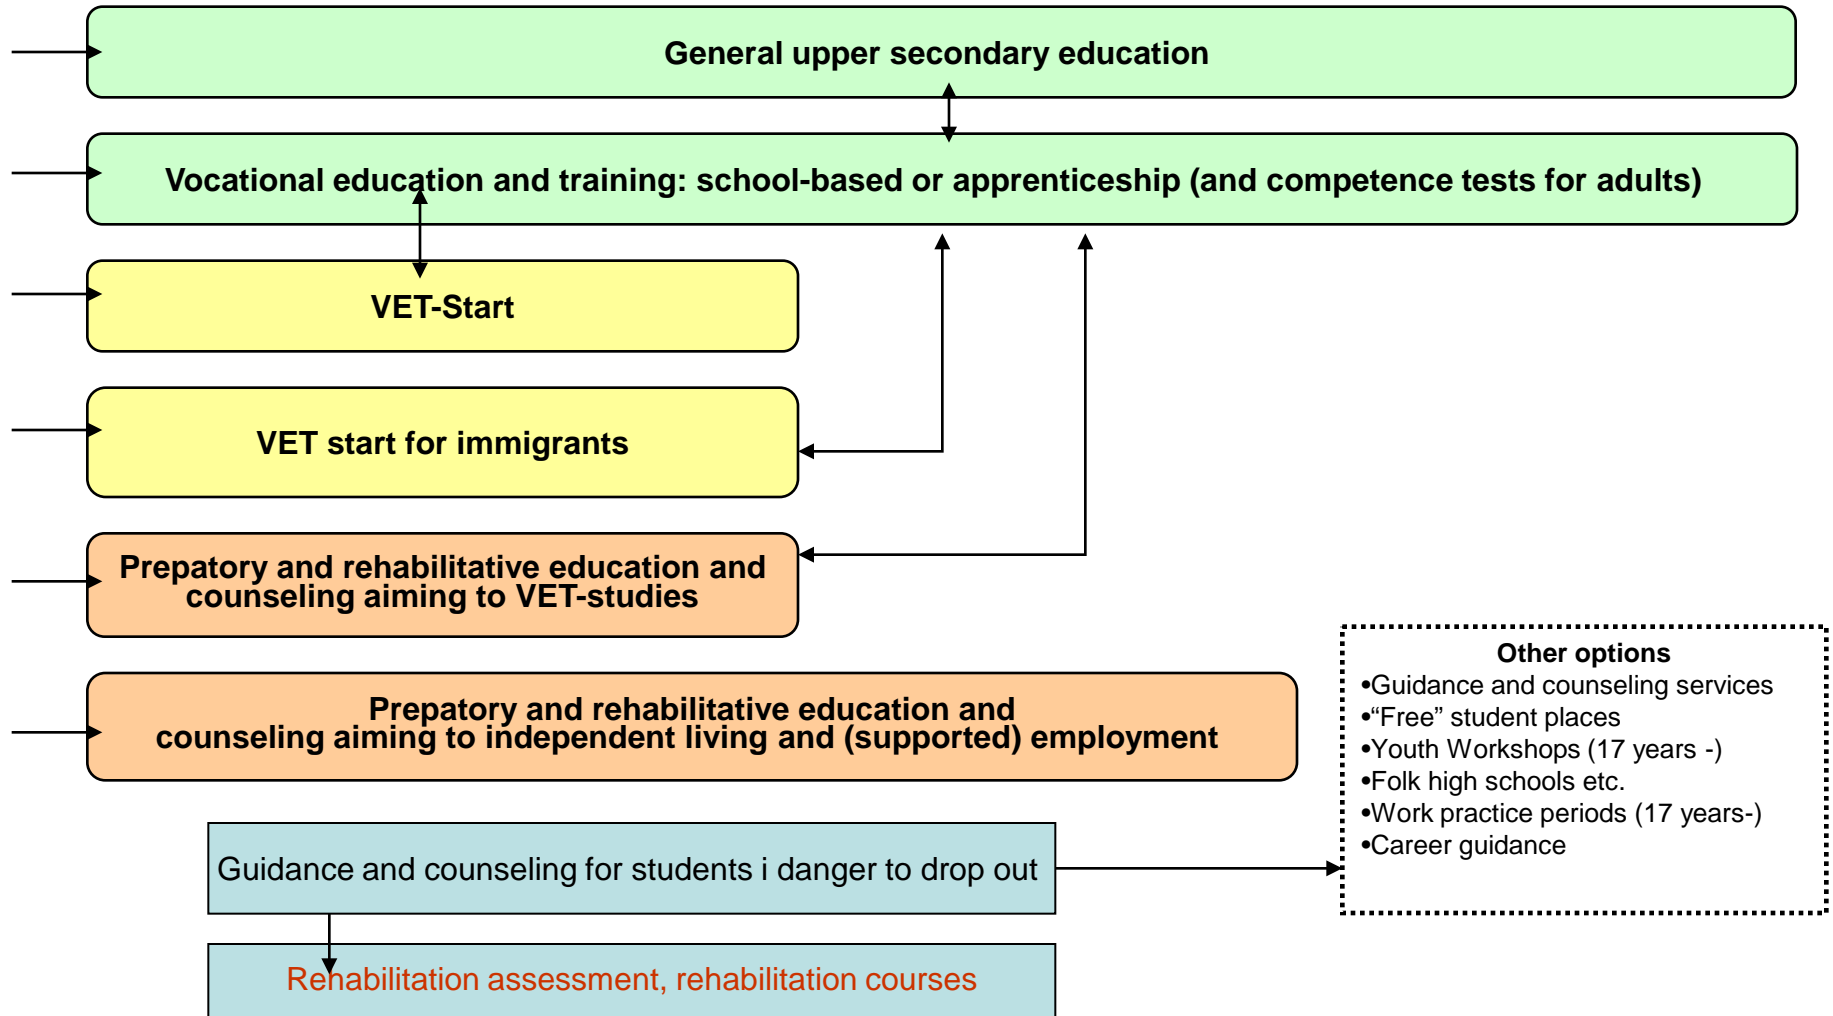 General upper secondary education
Vocational education and training: school-based or apprenticeship (and competence tests for adults)
VET-Start
VET start for immigrants
Prepatory and rehabilitative education and
counseling aiming to VET-studies
Prepatory and rehabilitative education and
counseling aiming to independent living and (supported) employment
Other options
•Guidance and counseling services
•“Free” student places
•Youth Workshops (17 years -)
•Folk high schools etc.
•Work practice periods (17 years-)
•Career guidance
Guidance and counseling for students i danger to drop out
Rehabilitation assessment, rehabilitation courses